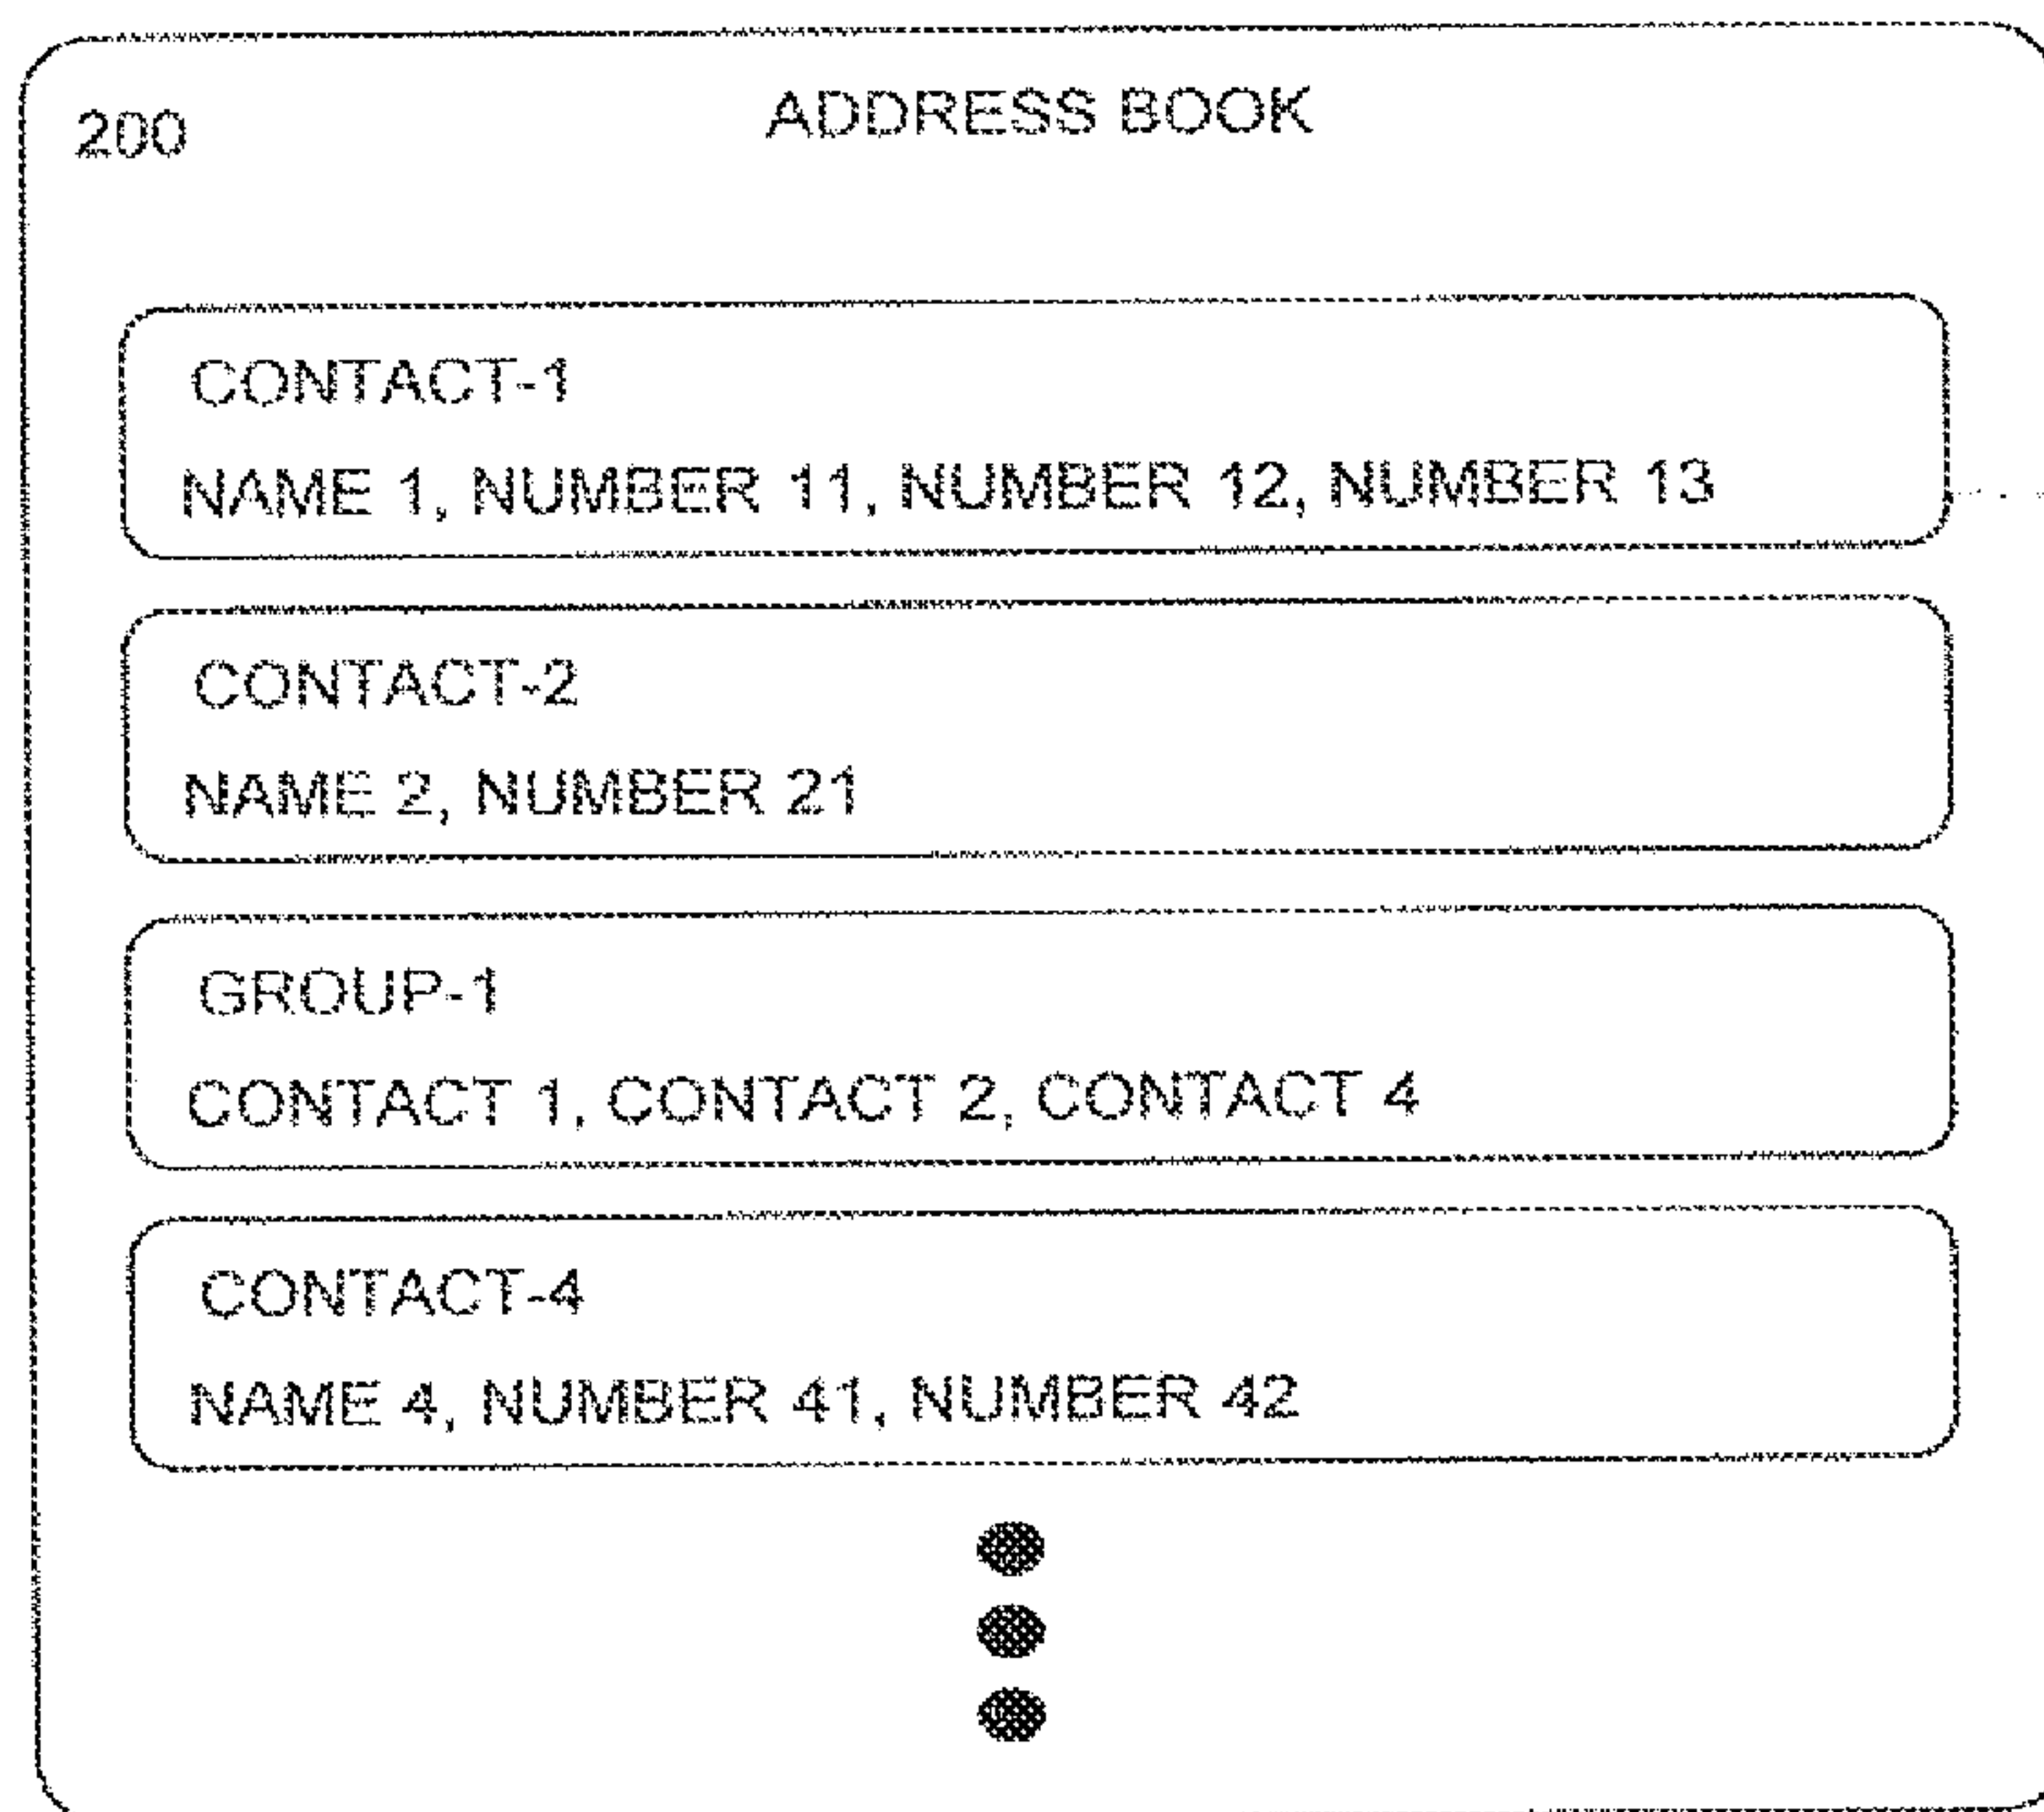 ADDRESS BOOK
200
CONTACT-1
NAME 1, NUMBER 11, NUMBER 12, NUMBER 13
CONTACT-2
NAME 2, NUMBER 21
GROUP-1
CONTACT 1, CONTACT 2, CONTACT 4
CONTACT-4
NAME 4, NUMBER 41, NUMBER 42